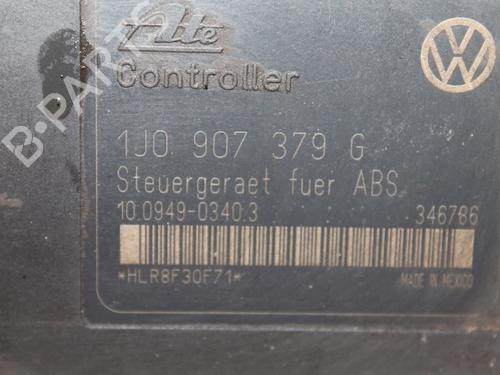 Ate
Controller
VW
1J0 907 379 G
Steuergeraet fuer ABS
10.0949-0340.3 346786
*HLR8F30F71*
MADE IN MEXICO
B-PARTS